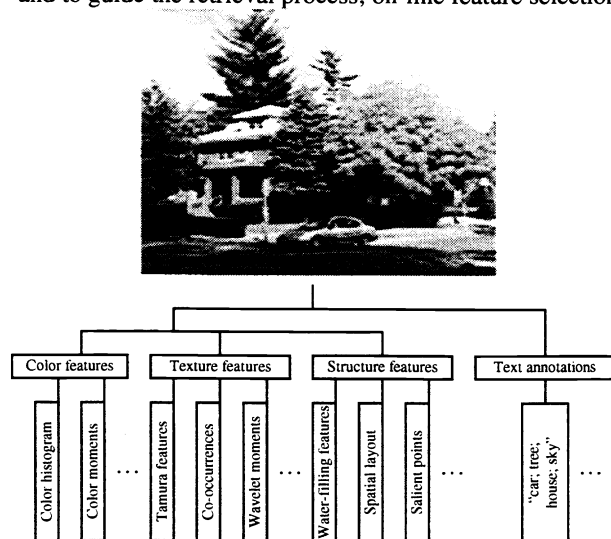 and to guide the retrieval process, on-line feature selection
Color features
Texture features
Structure features
Text annotations
Color histogram
Color moments
...
Tamura features
Co-occurrences
Wavelet moments
...
Water-filling features
Spatial layout
Salient points
...
"car; tree;
house; sky"
...